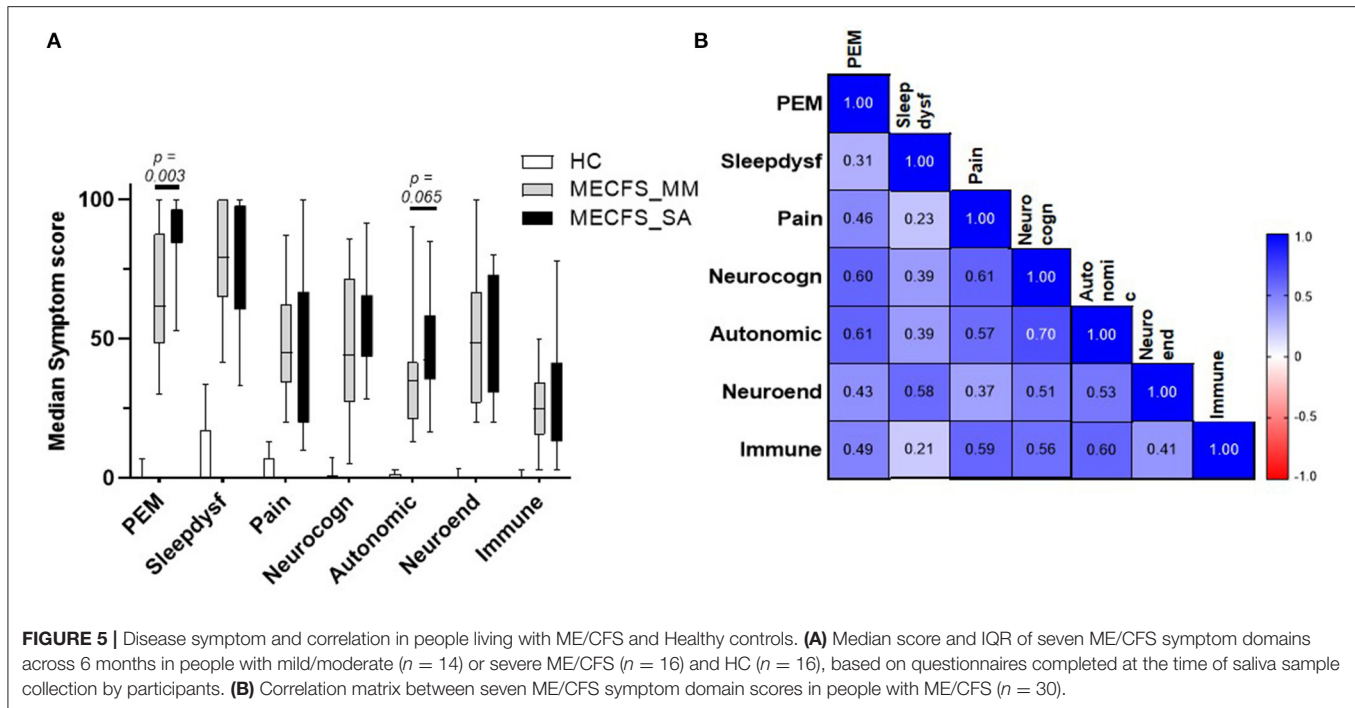 A
p =
0.003
p =
0.065
HC
MECFS_MM
MECFS_SA
100
50
0
Median Symptom score
PEM
Sleepdysf
Pain
Neurocogn
Autonomic
Neuroend
Immune
B
PEM
Sleep
dysf
Pain
Neuro
cogn
Auto
nomi
c
Neuro
end
Immune
PEM 1.00
Sleepdysf 0.31 1.00
Pain 0.46 0.23 1.00
Neurocogn 0.60 0.39 0.61 1.00
Autonomic 0.61 0.39 0.57 0.70 1.00
Neuroend 0.43 0.58 0.37 0.51 0.53 1.00
Immune 0.49 0.21 0.59 0.56 0.60 0.41 1.00
1.0
0.5
0
-0.5
-1.0
FIGURE 5 | Disease symptom and correlation in people living with ME/CFS and Healthy controls. (A) Median score and IQR of seven ME/CFS symptom domains
across 6 months in people with mild/moderate (n = 14) or severe ME/CFS (n = 16) and HC (n = 16), based on questionnaires completed at the time of saliva sample
collection by participants. (B) Correlation matrix between seven ME/CFS symptom domain scores in people with ME/CFS (n = 30).